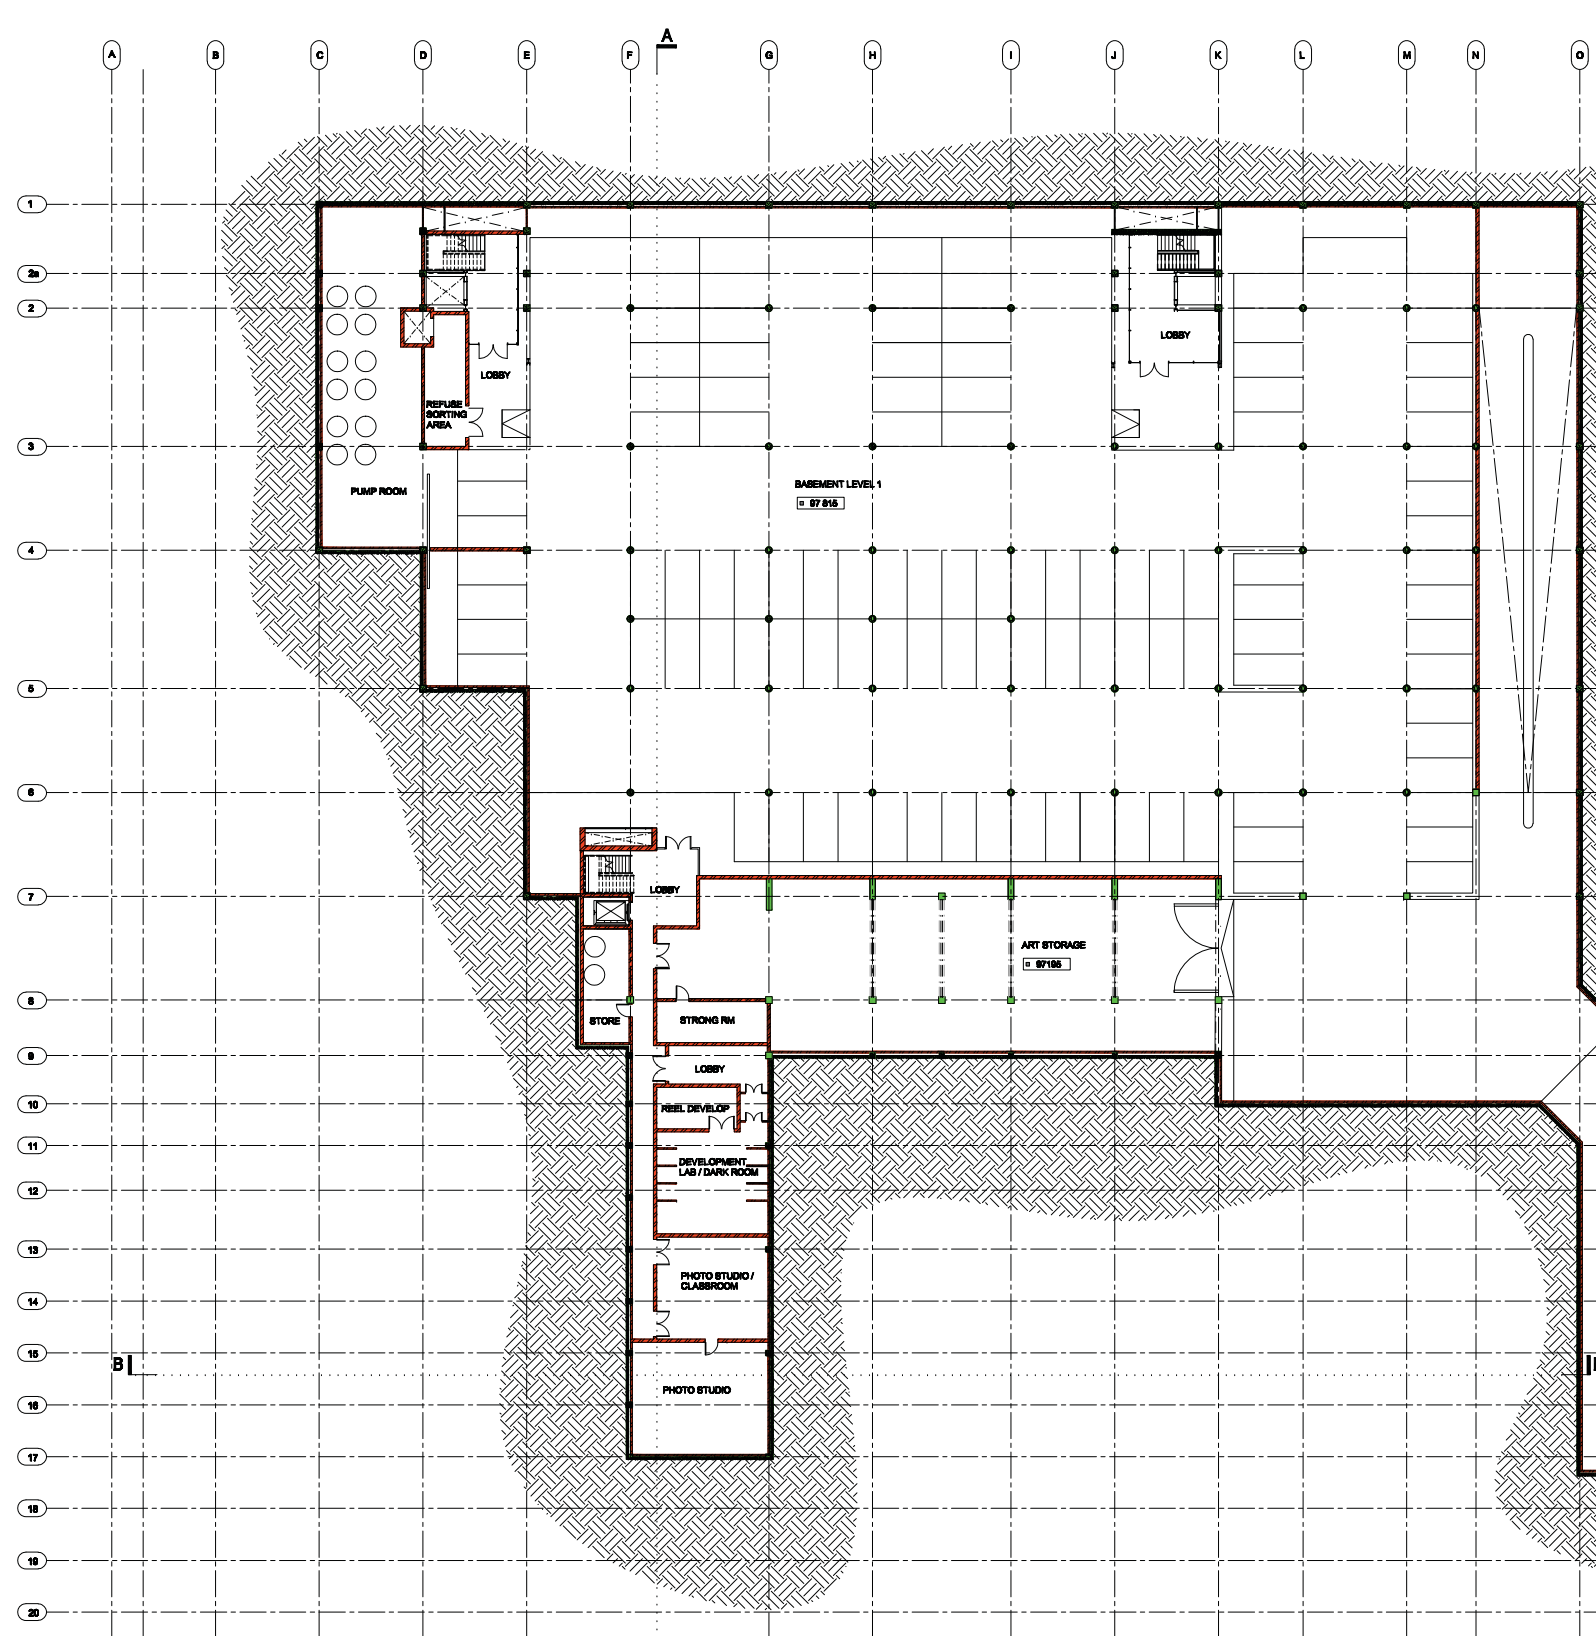 A
A B C D E F G H I J K L M N O
1
2a
2
LOBBY
LOBBY
REFUSE
SORTING
AREA
3
BASEMENT LEVEL 1
PUMP ROOM
97 815
4
5
6
LOBBY
7
ART STORAGE
97195
8
STORE
STRONG RM
9
LOBBY
10
REEL DEVELOP
11
DEVELOPMENT
LAB / DARK ROOM
12
13
PHOTO STUDIO /
CLASSROOM
14
15
B
PHOTO STUDIO
16
17
18
19
20